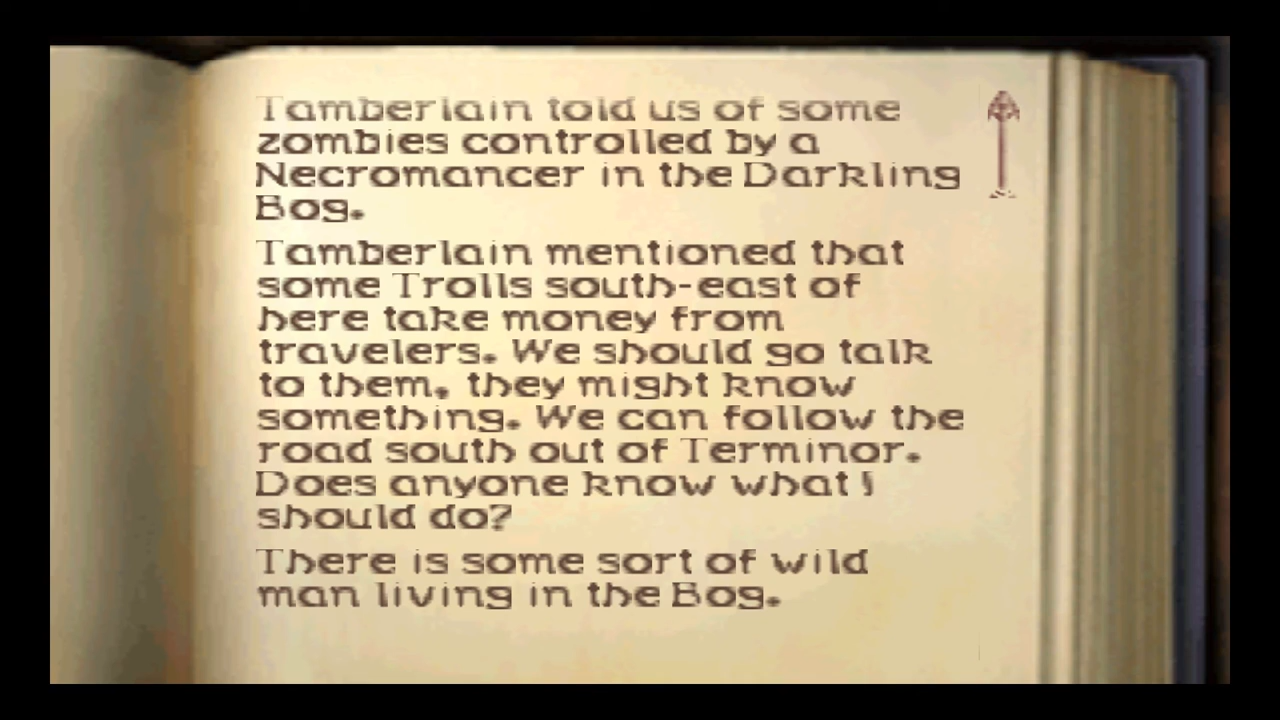 Tamberlain told us of some
zombies controlled by a
Necromancer in the Darkling
Bog.
Tamberlain mentioned that
some Trolls south-east of
here take money from
travelers. We should go talk
to them, they might know
something. We can follow the
road south out of Terminor.
Does anyone know what I
should do?
There is some sort of wild
man living in the Bog.